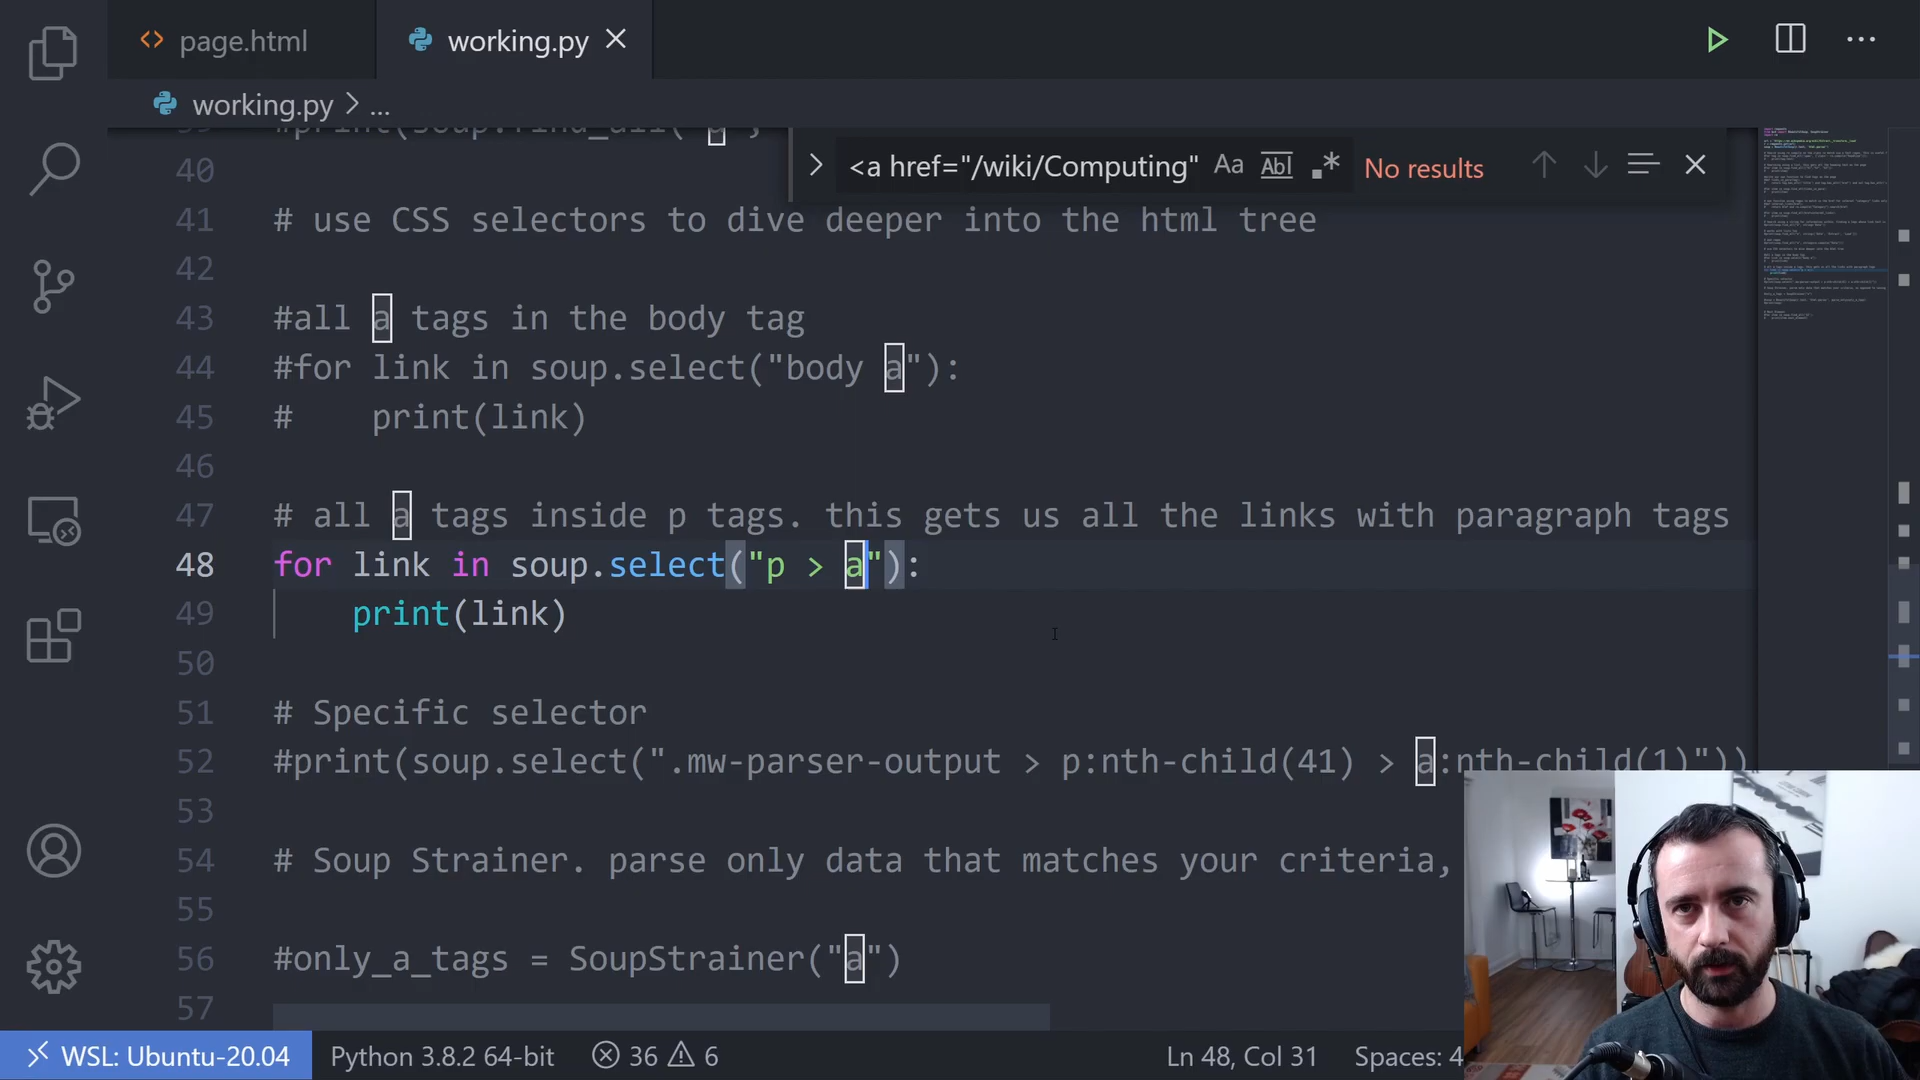 page.html
working.py
working.py > ...
<a href="/wiki/Computing" Aa Abl No results
40
41 # use CSS selectors to dive deeper into the html tree
42
43 #all a tags in the body tag
44 #for link in soup.select("body a"):
45 #    print(link)
46
47 # all a tags inside p tags. this gets us all the links with paragraph tags
48 for link in soup.select("p > a"):
49     print(link)
50
51 # Specific selector
52 #print(soup.select(".mw-parser-output > p:nth-child(41) > a:nth-child(1)"))
53
54 # Soup Strainer. parse only data that matches your criteria,
55
56 #only_a_tags = SoupStrainer("a")
57
WSL: Ubuntu-20.04 Python 3.8.2 64-bit 36 6 Ln 48, Col 31 Spaces: 4